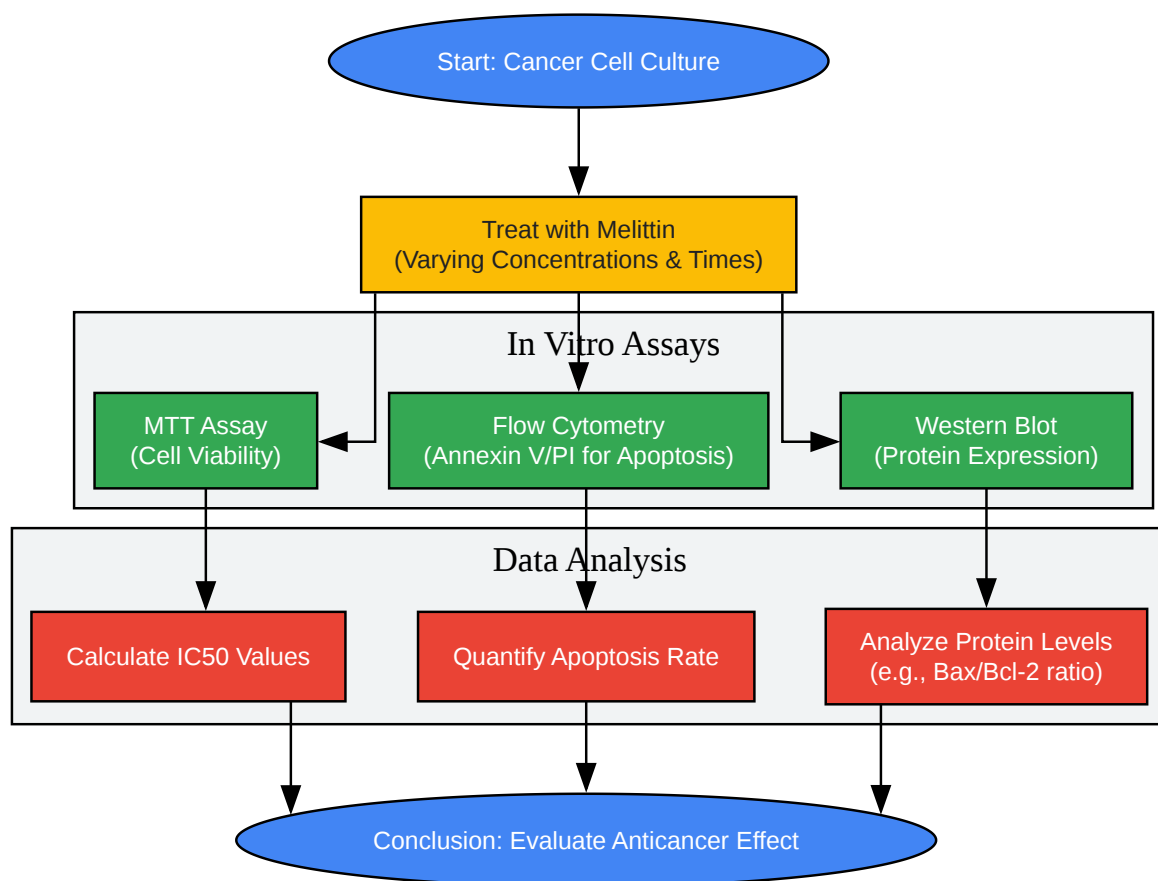 Start: Cancer Cell Culture
Treat with Melittin
(Varying Concentrations & Times)
In Vitro Assays
MTT Assay
(Cell Viability)
Flow Cytometry
(Annexin V/PI for Apoptosis)
Western Blot
(Protein Expression)
Data Analysis
Calculate IC50 Values
Quantify Apoptosis Rate
Analyze Protein Levels
(e.g., Bax/Bcl-2 ratio)
Conclusion: Evaluate Anticancer Effect